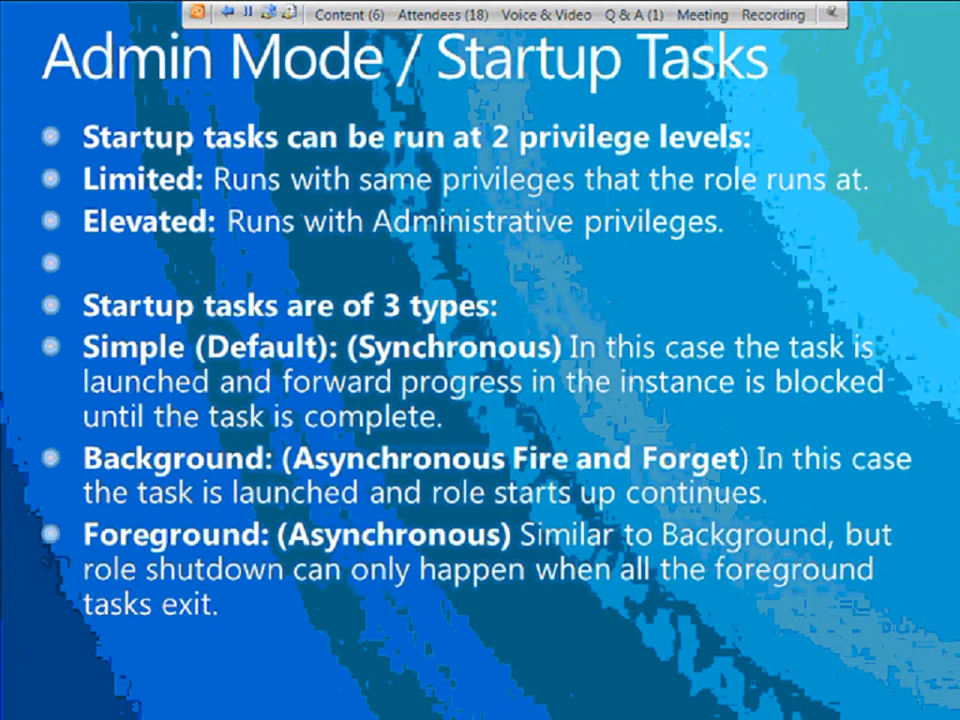 Content (6) Attendees (18) Voice & Video Q & A (1) Meeting Recording
Admin Mode / Startup Tasks
Startup tasks can be run at 2 privilege levels:
Limited: Runs with same privileges that the role runs at.
Elevated: Runs with Administrative privileges.
Startup tasks are of 3 types:
Simple (Default): (Synchronous) In this case the task is
launched and forward progress in the instance is blocked
until the task is complete.
Background: (Asynchronous Fire and Forget) In this case
the task is launched and role starts up continues.
Foreground: (Asynchronous) Similar to Background, but
role shutdown can only happen when all the foreground
tasks exit.